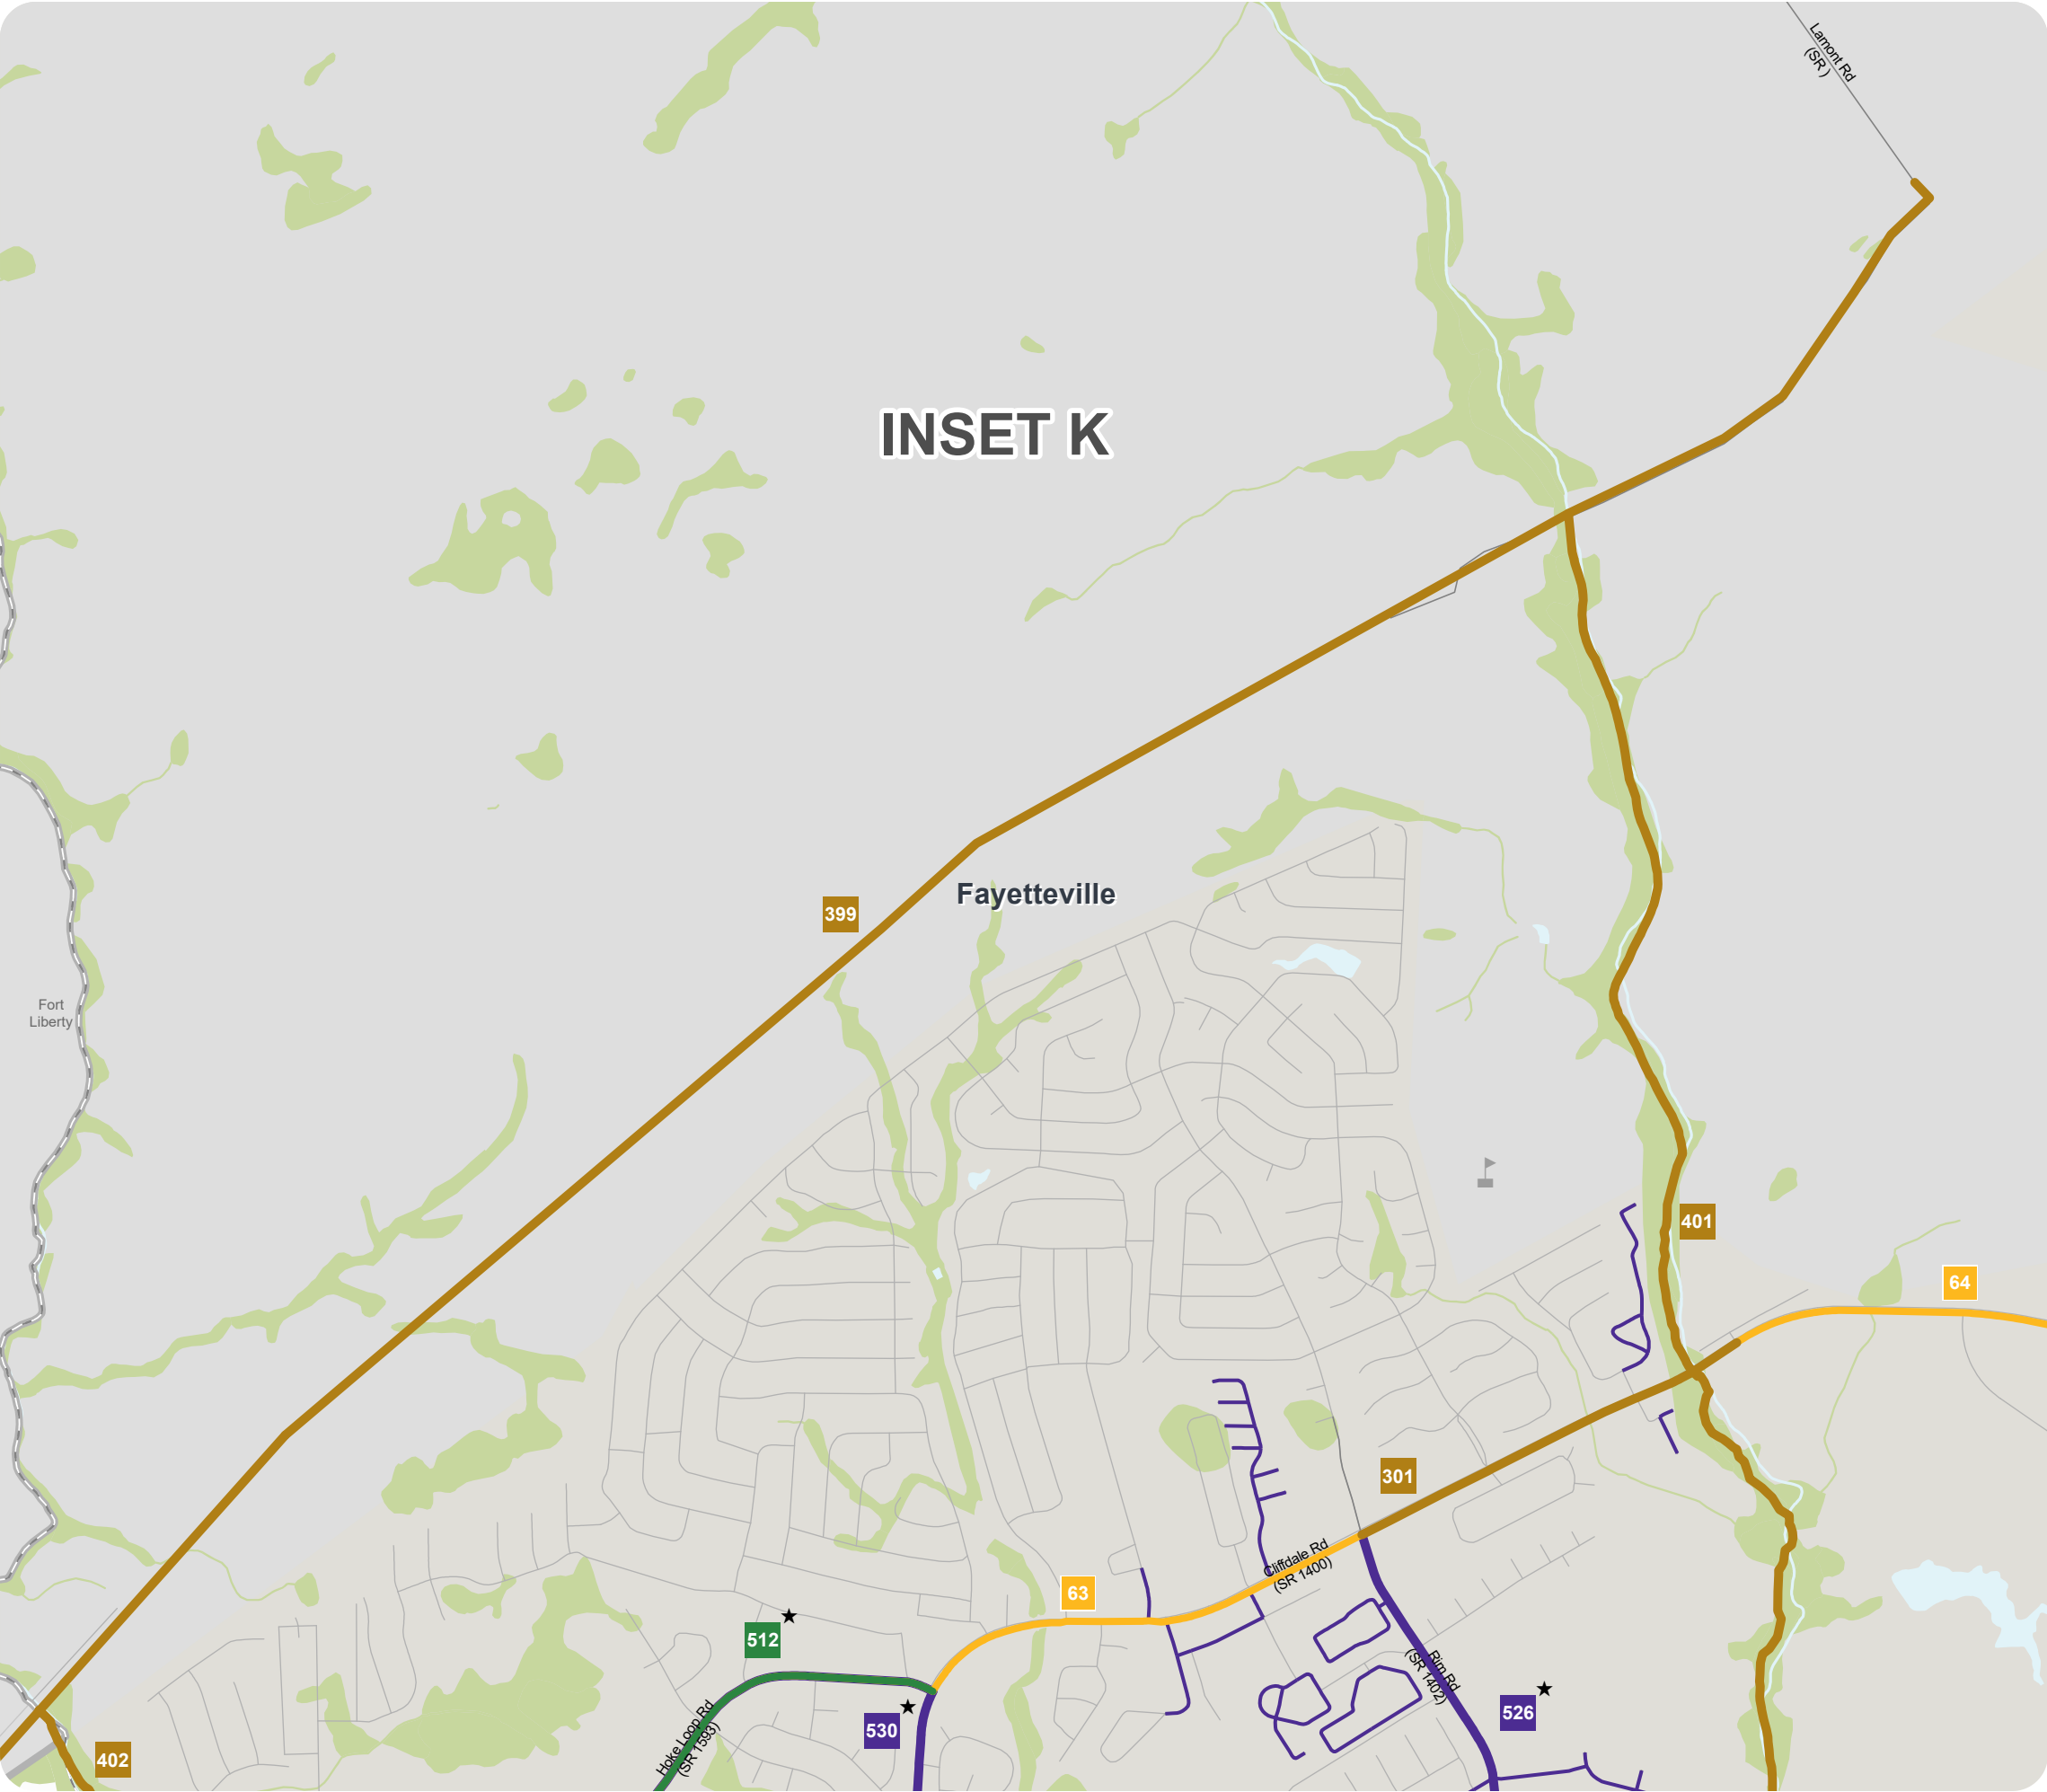 Lamont Rd
(SR )
INSET K
Fayetteville
399
Fort
Liberty
401
64
301
Cliffdale Rd
(SR 1400)
63
512
Rim Rd
(SR 1402)
526
530
Hoke Loop Rd
(SR 1593)
402